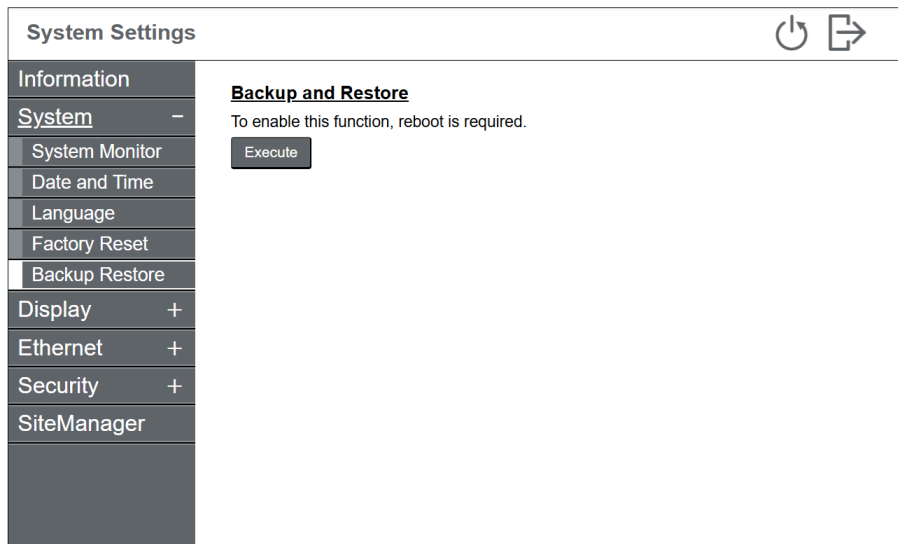 System Settings
Information
System −
System Monitor
Date and Time
Language
Factory Reset
Backup Restore
Display +
Ethernet +
Security +
SiteManager
Backup and Restore
To enable this function, reboot is required.
Execute